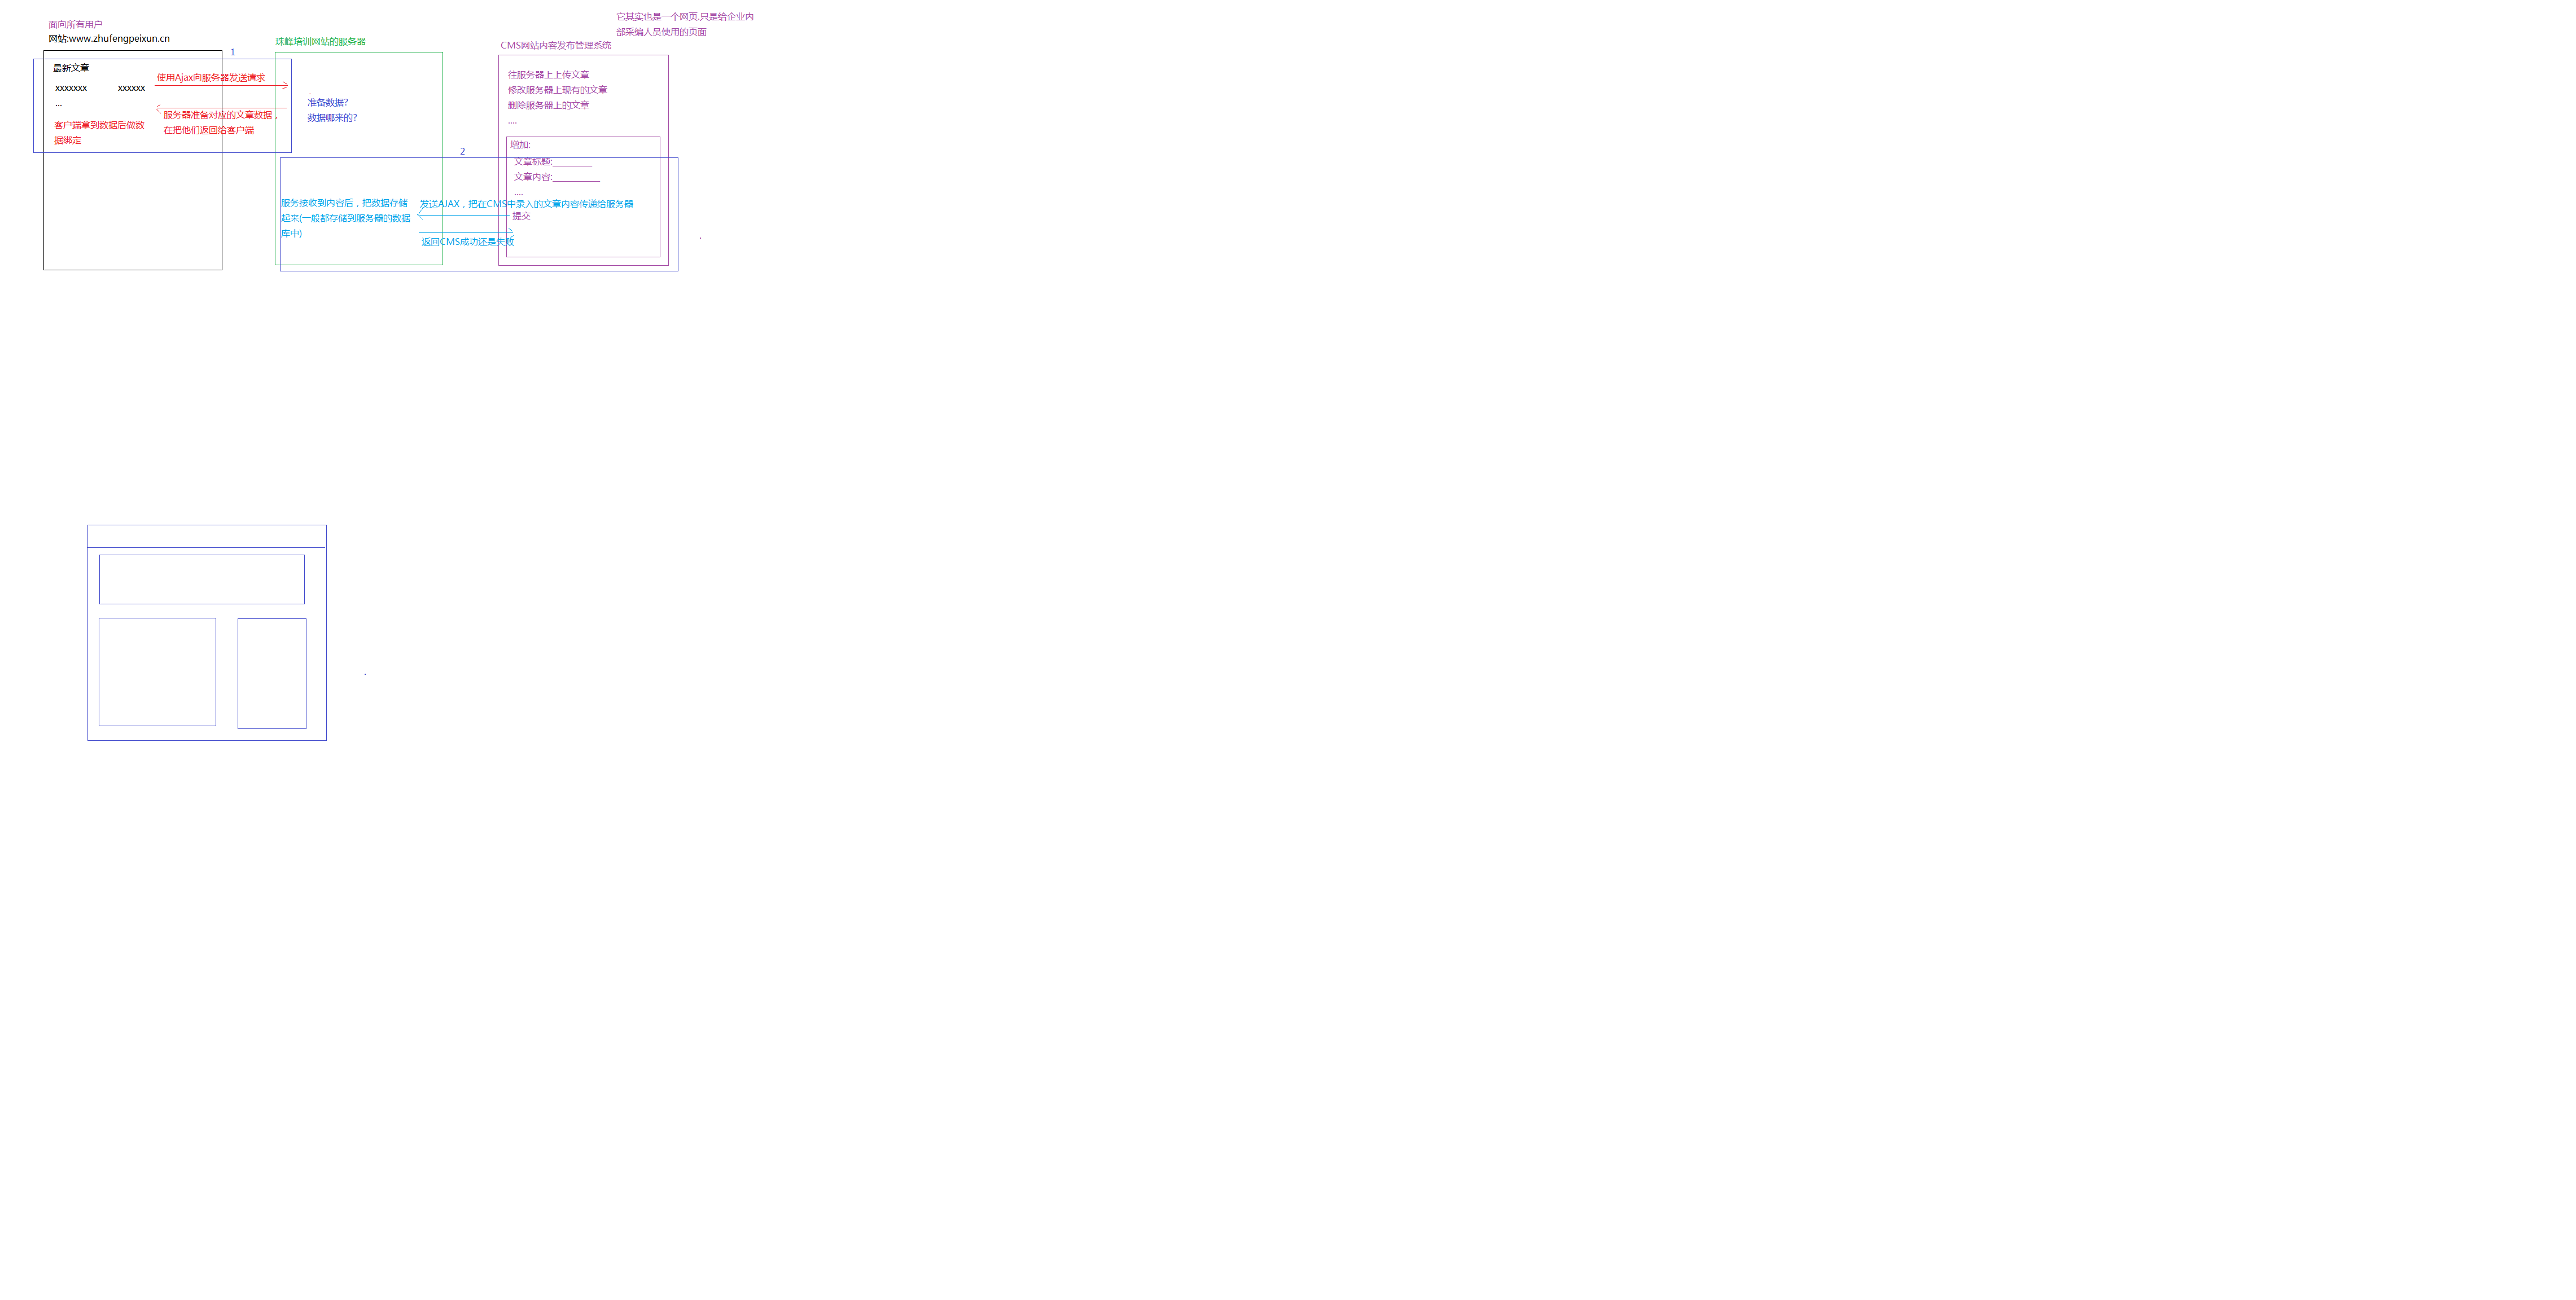 面向所有用户
网站:www.zhufengpeixun.cn
最新文章
xxxxxxx xxxxxx
...
客户端拿到数据后做数
据绑定
1
使用Ajax向服务器发送请求
服务器准备对应的文章数据，
在把他们返回给客户端
珠峰培训网站的服务器
准备数据?
数据哪来的?
服务接收到内容后，把数据存储
起来(一般都存储到服务器的数据
库中)
2
发送AJAX，把在CMS中录入的文章内容传递给服务器
返回CMS成功还是失败
它其实也是一个网页.只是给企业内
部采编人员使用的页面
CMS网站内容发布管理系统
往服务器上上传文章
修改服务器上现有的文章
删除服务器上的文章
....
增加:
文章标题:__________
文章内容:____________
....
提交